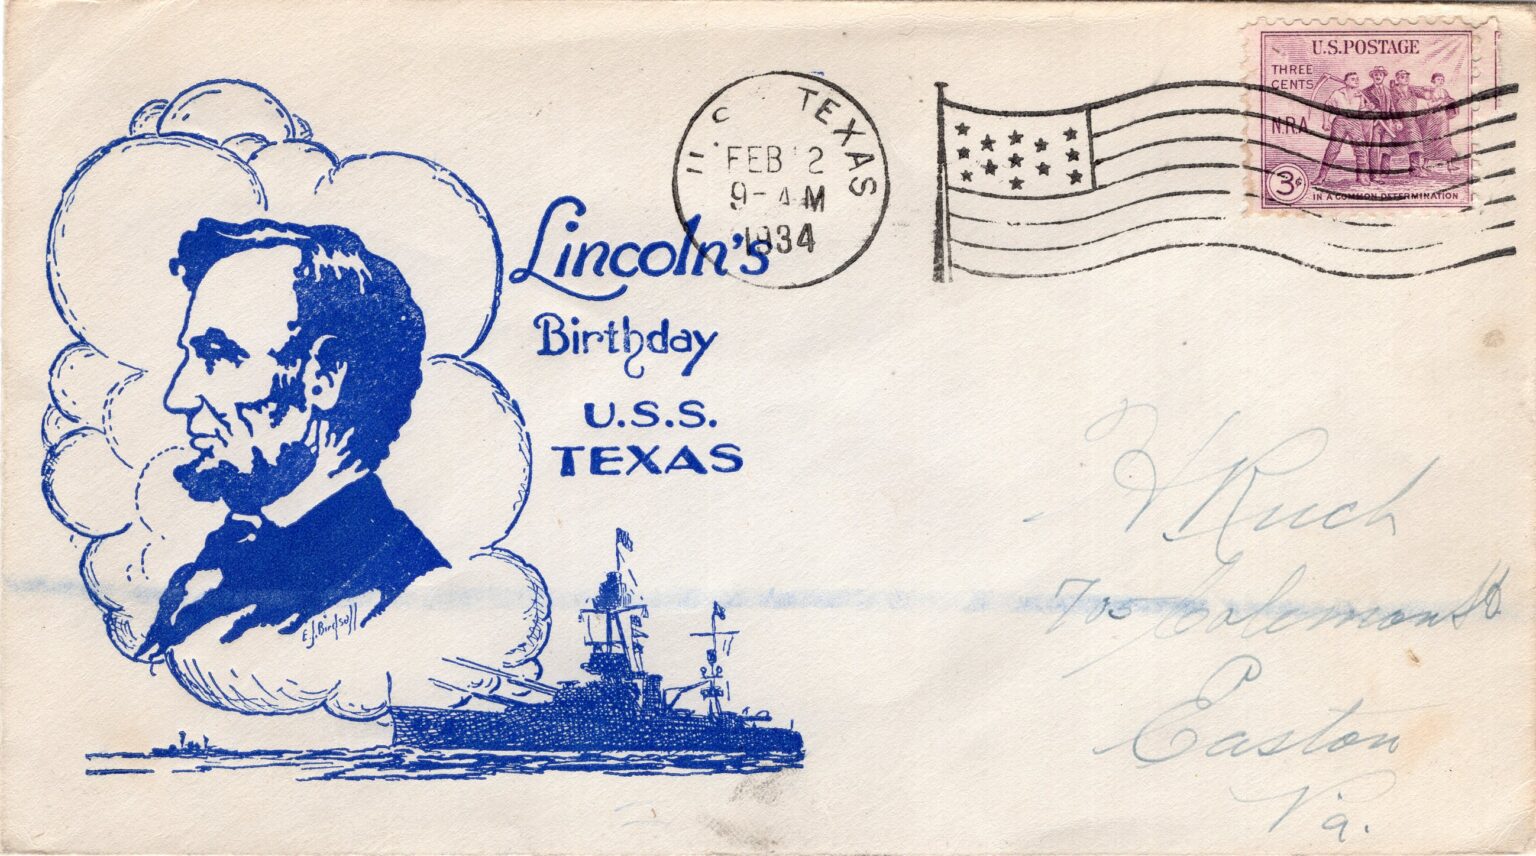 U.S. POSTAGE
THREE
CENTS
N.R.A.
3¢
IN A COMMON DETERMINATION
TEXAS
FEB 12
9 - AM
1934
Lincoln's
Birthday
U.S.S.
TEXAS
E.J. Birdsall
Ruch
705
Easton
Pa.